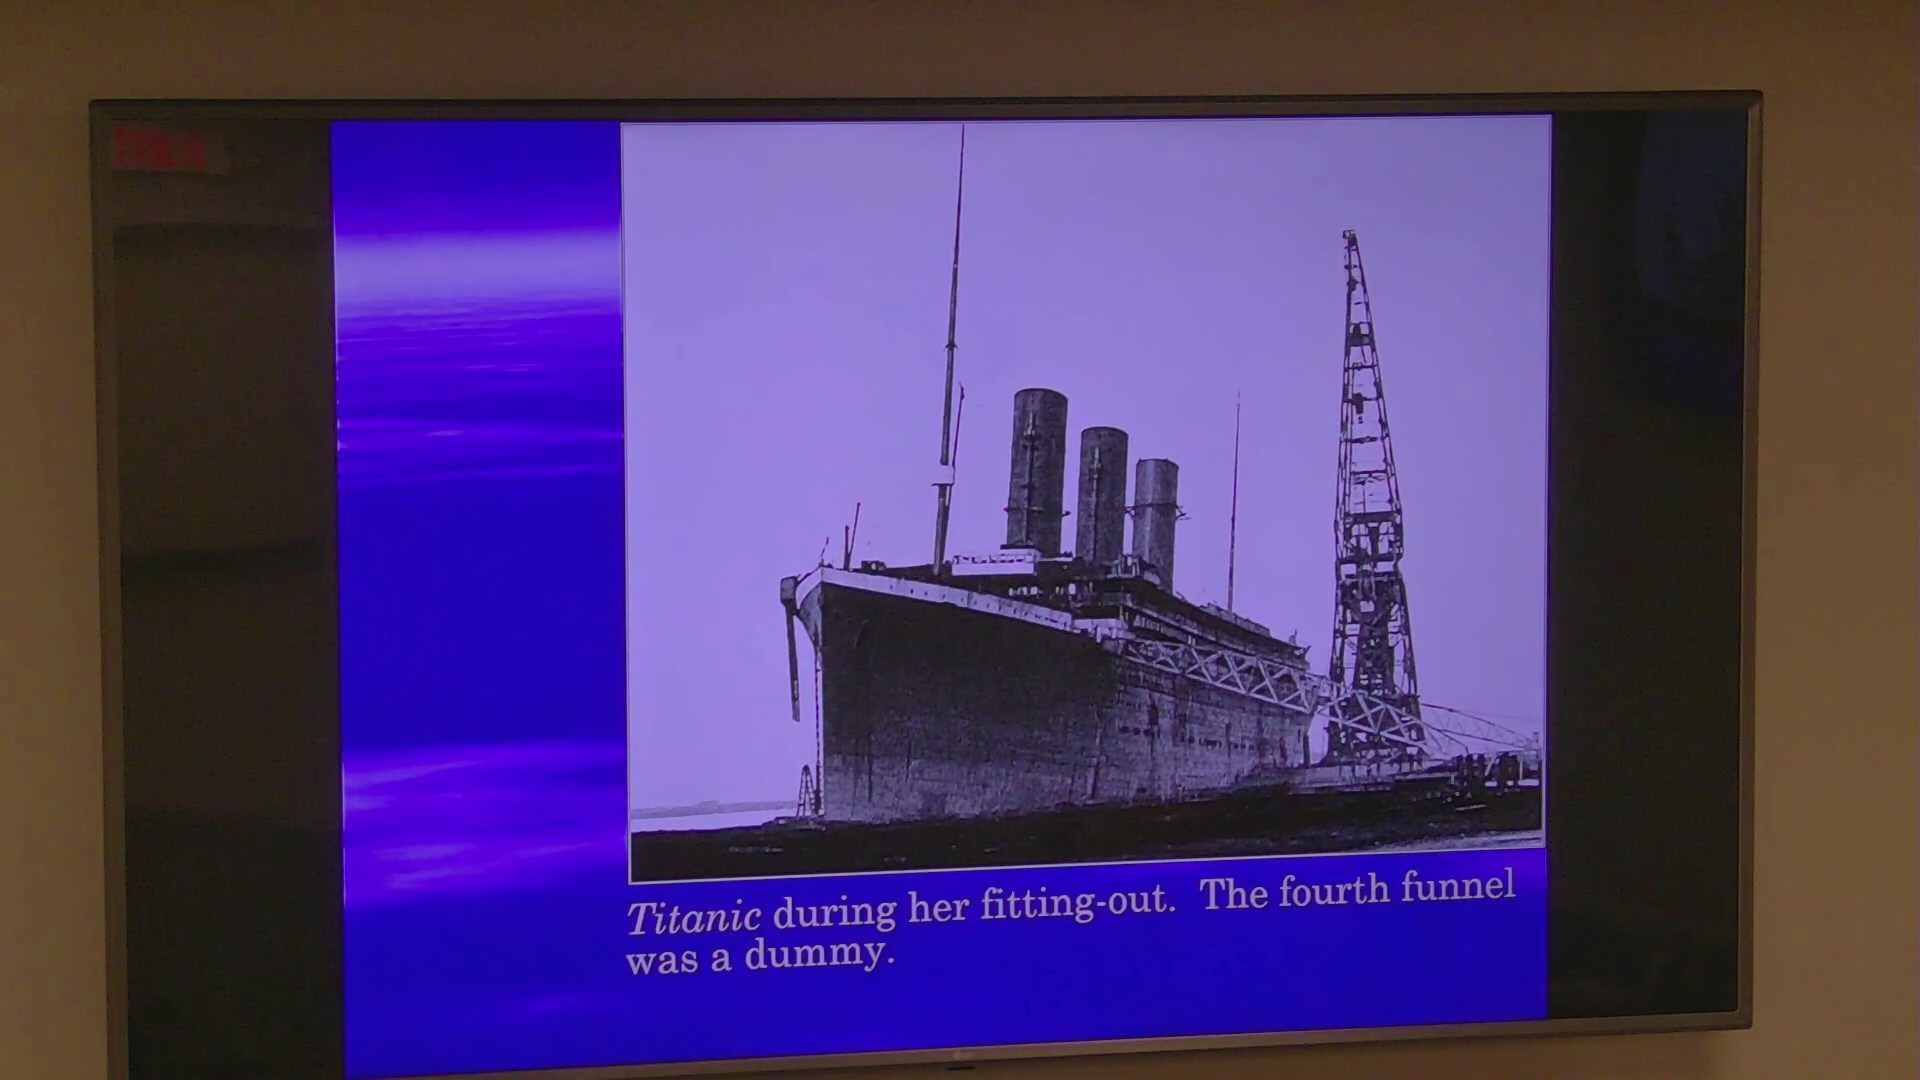 Titanic during her fitting-out.  The fourth funnel
was a dummy.